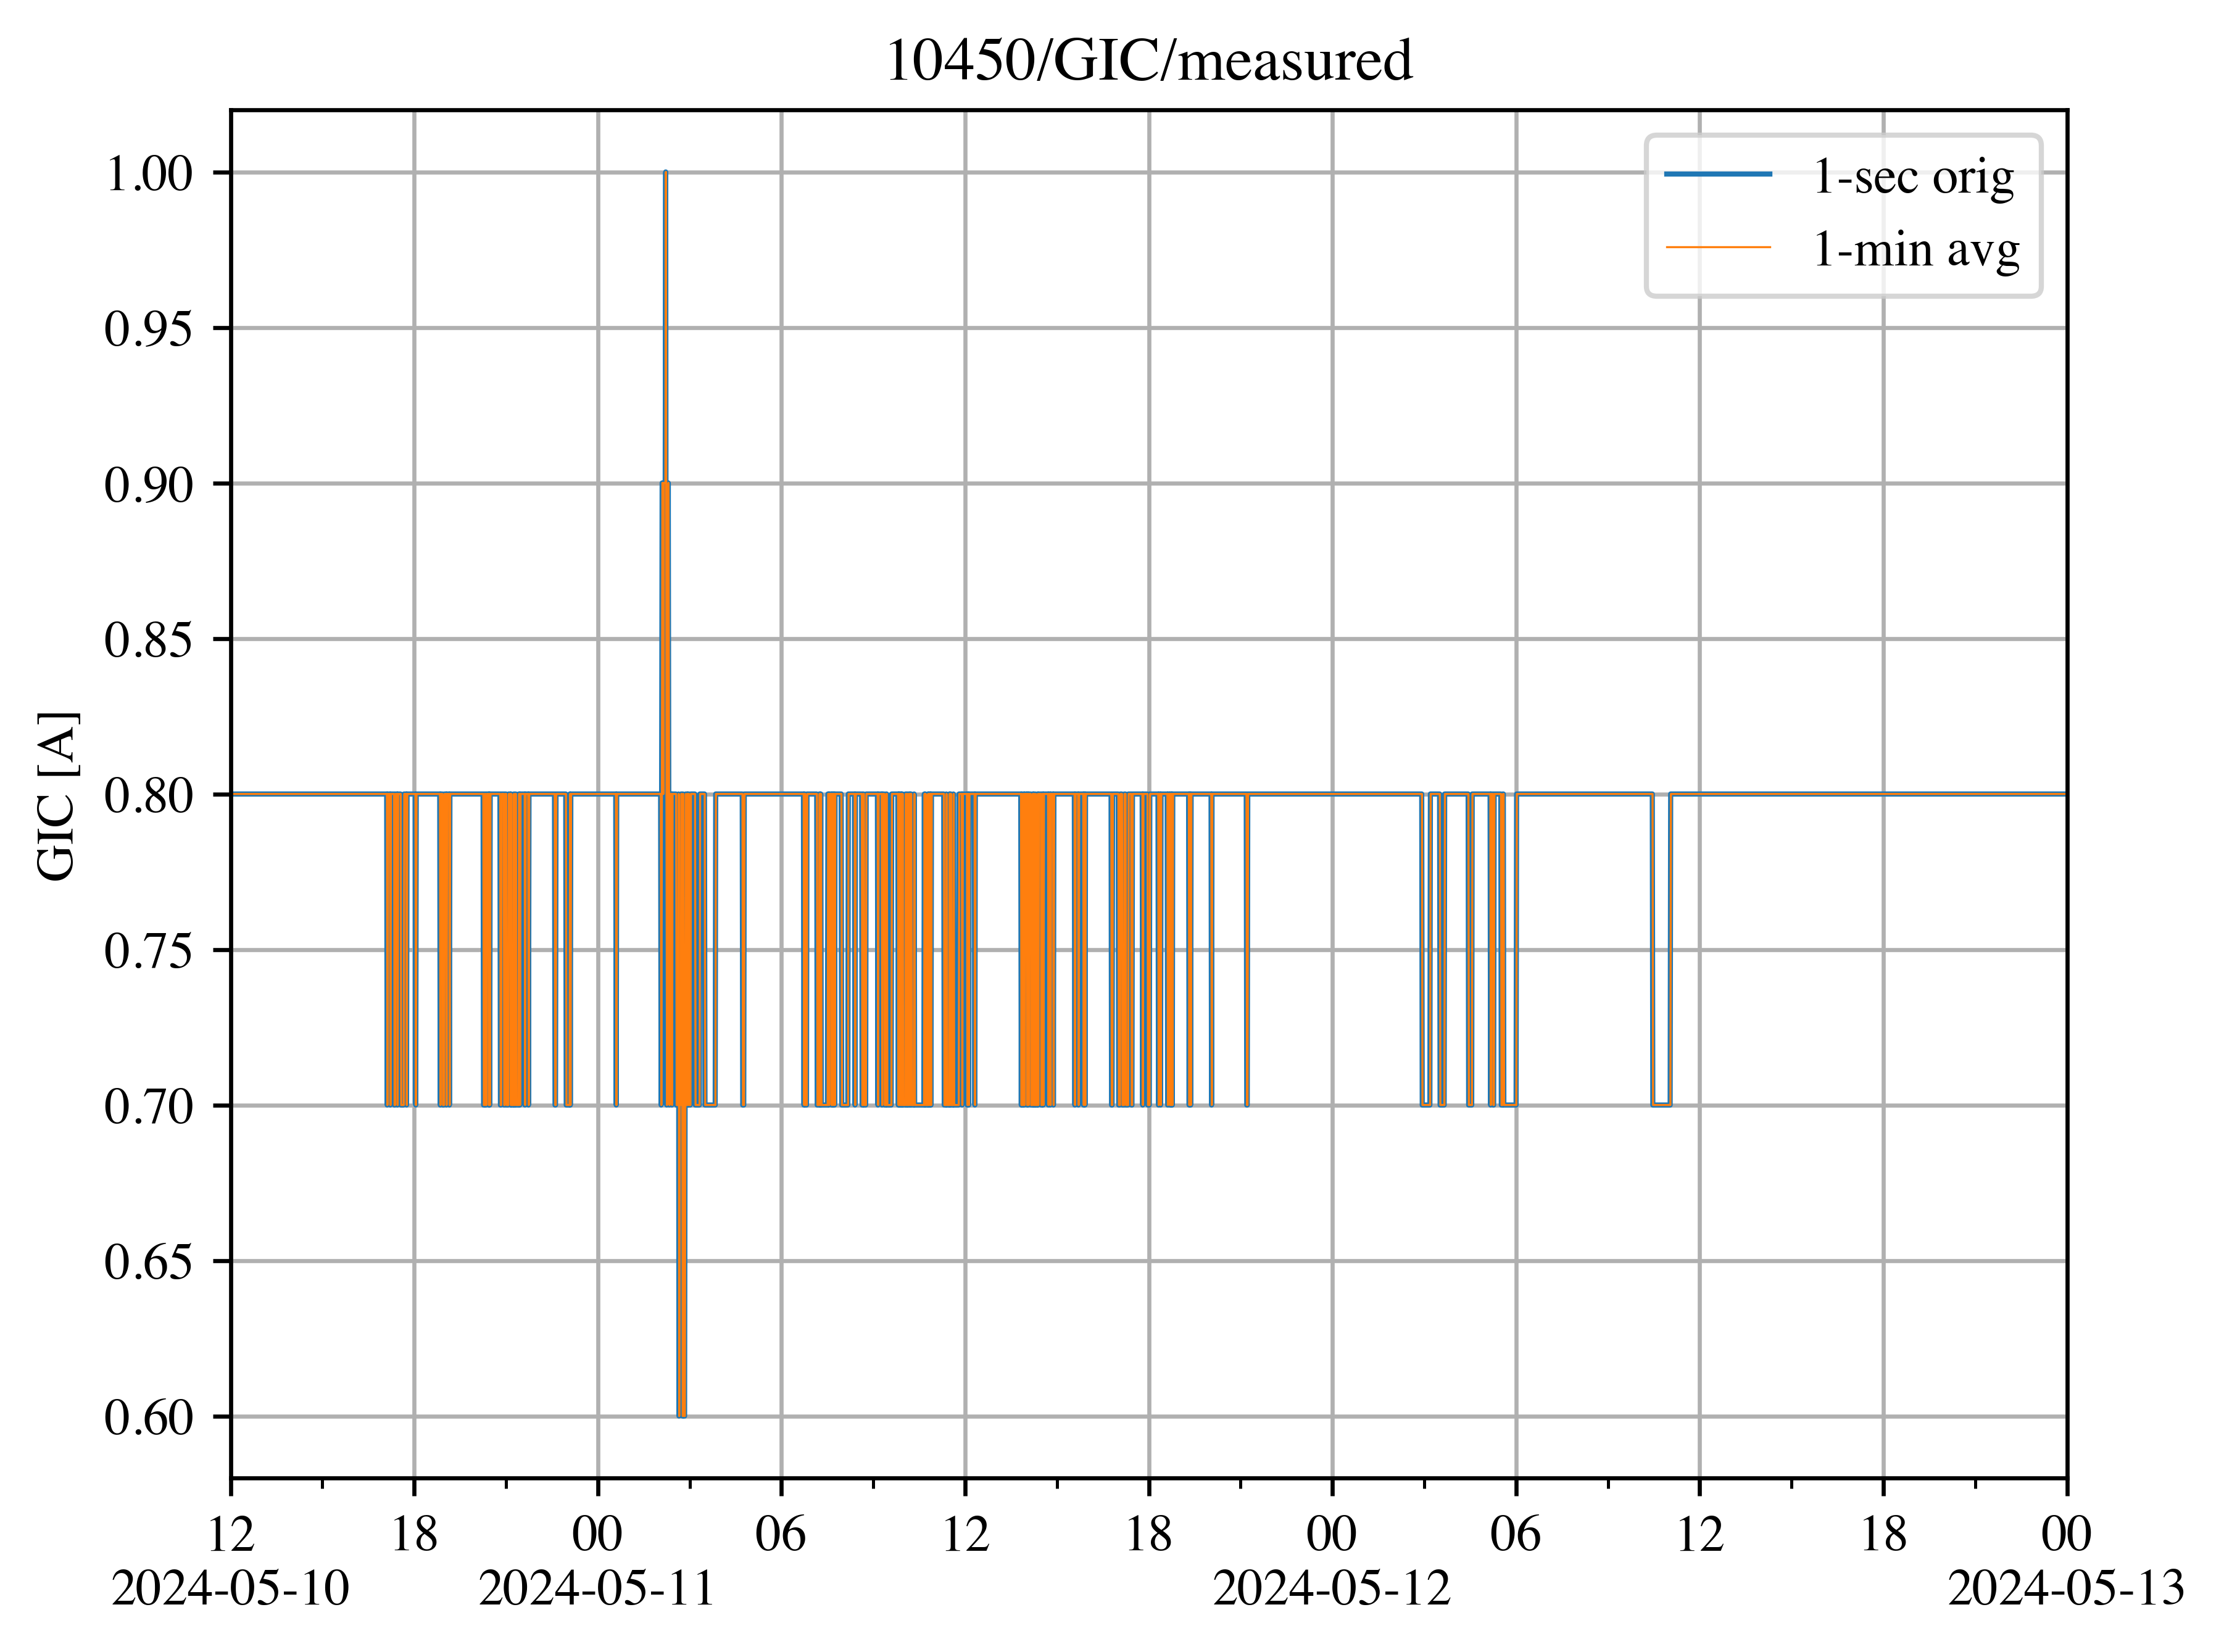 10450/GIC/measured
1-sec orig
1-min avg
1.00
0.95
0.90
0.85
0.80
0.75
0.70
0.65
0.60
GIC [A]
12 18 00 06 12 18 00 06 12 18 00
2024-05-10 2024-05-11 2024-05-12 2024-05-13